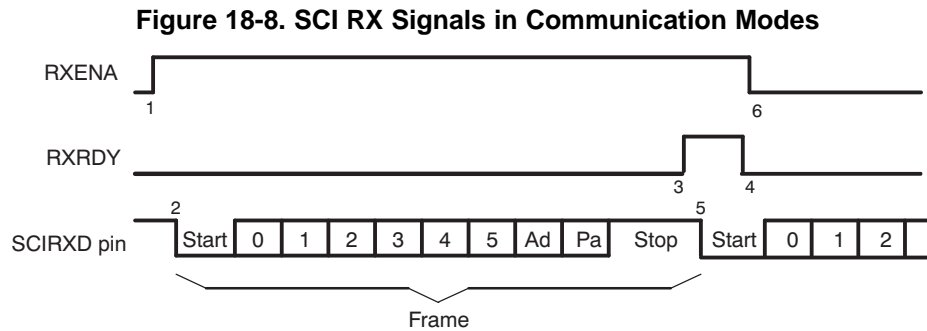 Figure 18-8. SCI RX Signals in Communication Modes
RXENA
1
6
RXRDY
3
4
2
5
SCIRXD pin
Start 0 1 2 3 4 5 Ad Pa Stop Start 0 1 2
Frame